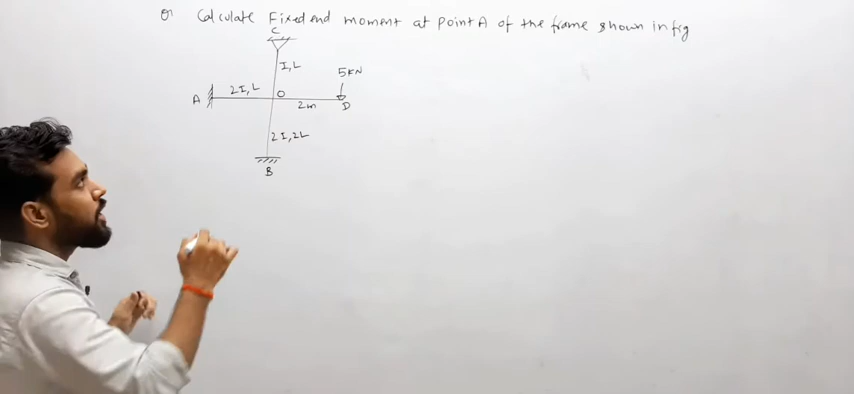 Q: Calculate Fixed end moment at point A of the frame shown in fig
C
I, L
5KN
2I, L
A
O
2m
D
2I, 2L
B